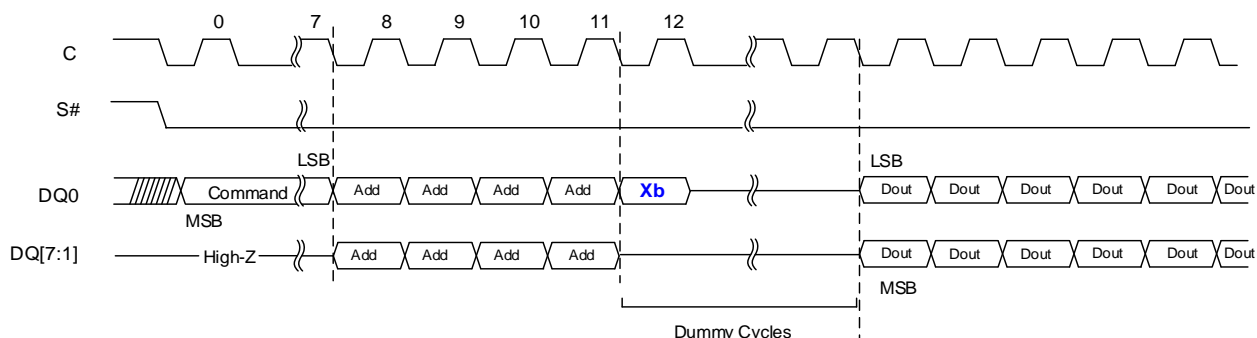 0 7 8 9 10 11 12
C
S#
LSB LSB
DQ0 Command Add Add Add Add Xb Dout Dout Dout Dout Dout Dout
MSB
DQ[7:1] High-Z Add Add Add Add Dout Dout Dout Dout Dout Dout
MSB
Dummy Cycles